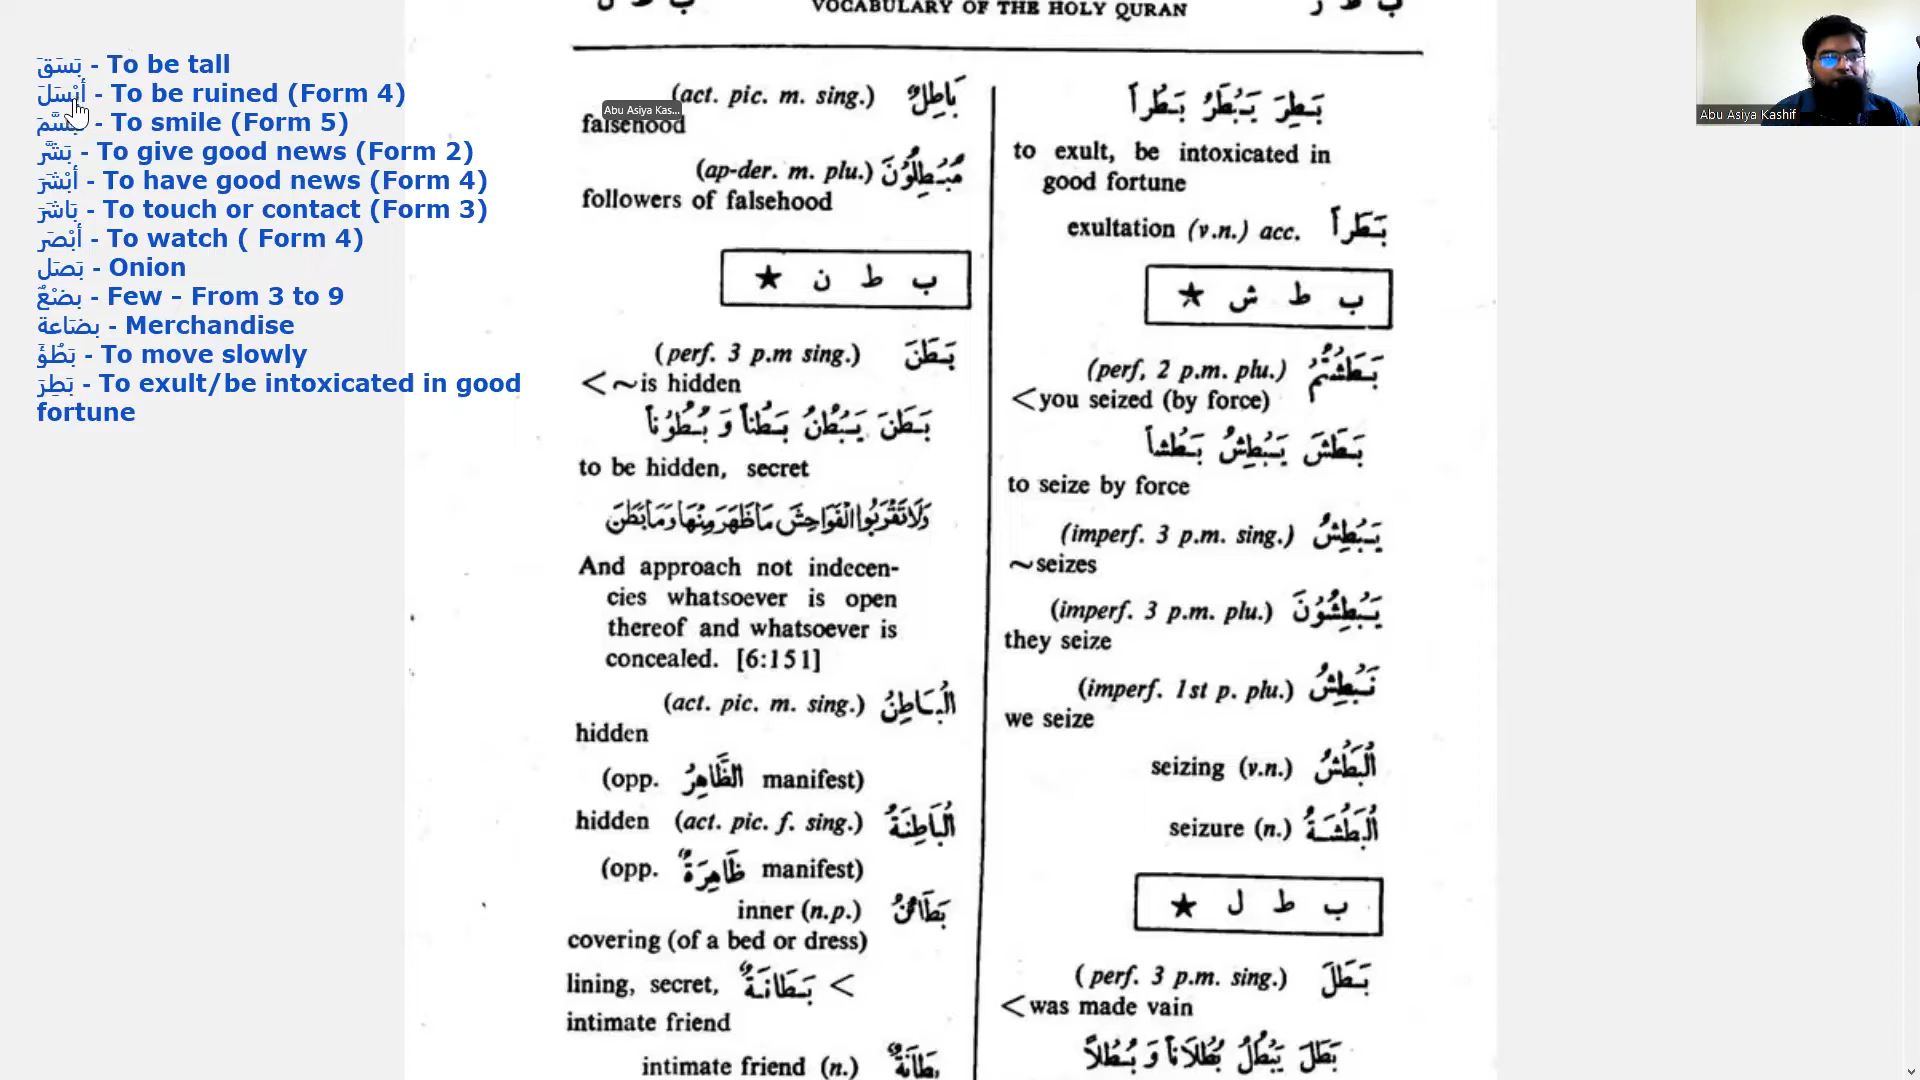 ب ط ن
VOCABULARY OF THE HOLY QURAN
ب ط ر
بَسَقَ - To be tall
أَبْسَلَ - To be ruined (Form 4)
- To smile (Form 5)
بَشَّرَ - To give good news (Form 2)
أَبْشَرَ - To have good news (Form 4)
بَاشَرَ - To touch or contact (Form 3)
أَبْصَر - To watch ( Form 4)
بَصَل - Onion
بِضْعٌ - Few – From 3 to 9
بِضَاعة - Merchandise
بَطُؤَ - To move slowly
بَطِرَ - To exult/be intoxicated in good
fortune
بَطِرَ يَبْطَرُ بَطْراً
to exult, be intoxicated in
good fortune
exultation (v.n.) acc. بَطَراً
ب ط ش ★
(perf, 2 p.m. plu.) بَطَشْتُمْ
<you seized (by force)
بَطَشَ يَبْطِشُ بَطْشاً
to seize by force
(imperf. 3 p.m. sing.) يَبْطِشُ
~seizes
(imperf. 3 p.m. plu.) يَبْطِشُوْنَ
they seize
(imperf. 1st p. plu.) نَبْطِشُ
we seize
seizing (v.n.) اَلْبَطْشُ
seizure (n.) اَلْبَطْشَةُ
ب ط ل ★
(perf. 3 p.m. sing.) بَطَلَ
<was made vain
بَطَلَ يَبْطُلُ بُطْلَاناً وَ بُطْلاً
(act. pic. m. sing.) بَاطِلٌ
falsehood
(ap-der. m. plu.) مُبْطِلُوْنَ
followers of falsehood
ب ط ن ★
(perf. 3 p.m sing.) بَطَنَ
<~is hidden
بَطَنَ يَبْطُنُ بَطْناً وَ بُطُوْناً
to be hidden, secret
وَلَا تَقْرَبُوا الْفَوَاحِشَ مَا ظَهَرَ مِنْهَا وَمَا بَطَنَ
And approach not indecen-
cies whatsoever is open
thereof and whatsoever is
concealed. [6:151]
(act. pic. m. sing.) الْبَاطِنُ
hidden
(opp. الظَّاهِرُ manifest)
hidden (act. pic. f. sing.) الْبَاطِنَةُ
(opp. ظَاهِرَةٌ manifest)
inner (n.p.) بَطَائِنُ
covering (of a bed or dress)
lining, secret, بِطَانَةٌ <
intimate friend
intimate friend (n.) بِطَانَةٌ
Abu Asiya Kas...
Abu Asiya Kashif